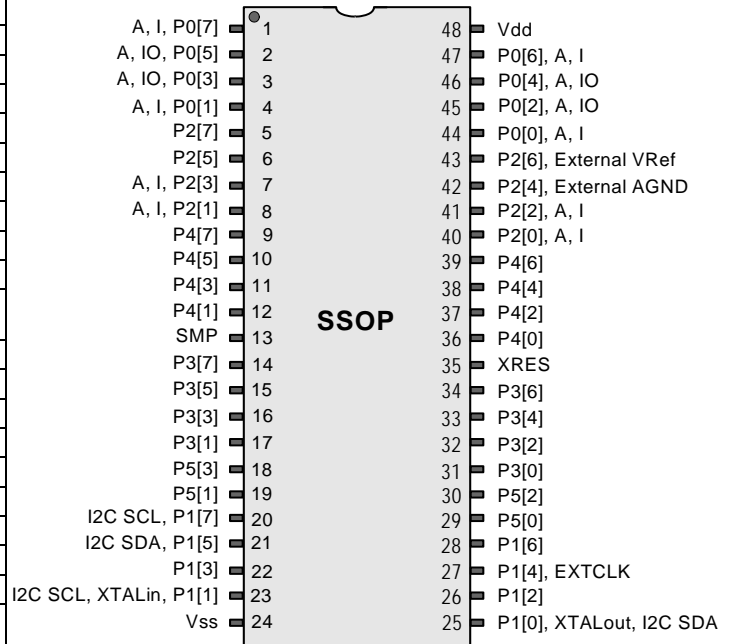 A, I, P0[7] 1 48 Vdd
A, IO, P0[5] 2 47 P0[6], A, I
A, IO, P0[3] 3 46 P0[4], A, IO
A, I, P0[1] 4 45 P0[2], A, IO
P2[7] 5 44 P0[0], A, I
P2[5] 6 43 P2[6], External VRef
A, I, P2[3] 7 42 P2[4], External AGND
A, I, P2[1] 8 41 P2[2], A, I
P4[7] 9 40 P2[0], A, I
P4[5] 10 39 P4[6]
P4[3] 11 38 P4[4]
P4[1] 12 37 P4[2]
SSOP
SMP 13 36 P4[0]
P3[7] 14 35 XRES
P3[5] 15 34 P3[6]
P3[3] 16 33 P3[4]
P3[1] 17 32 P3[2]
P5[3] 18 31 P3[0]
P5[1] 19 30 P5[2]
I2C SCL, P1[7] 20 29 P5[0]
I2C SDA, P1[5] 21 28 P1[6]
P1[3] 22 27 P1[4], EXTCLK
I2C SCL, XTALin, P1[1] 23 26 P1[2]
Vss 24 25 P1[0], XTALout, I2C SDA